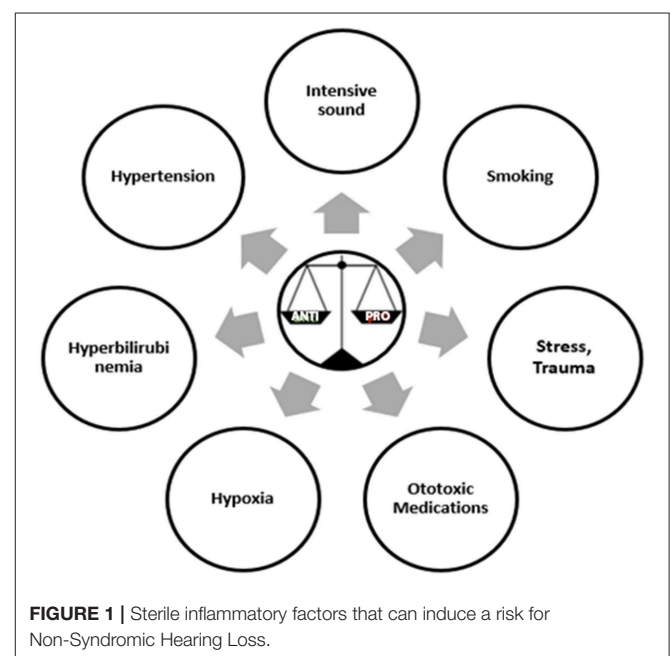 Intensive
sound
Hypertension
Smoking
ANTI
PRO
Hyperbilirubi
nemia
Stress,
Trauma
Hypoxia
Ototoxic
Medications
FIGURE 1 | Sterile inflammatory factors that can induce a risk for
Non-Syndromic Hearing Loss.